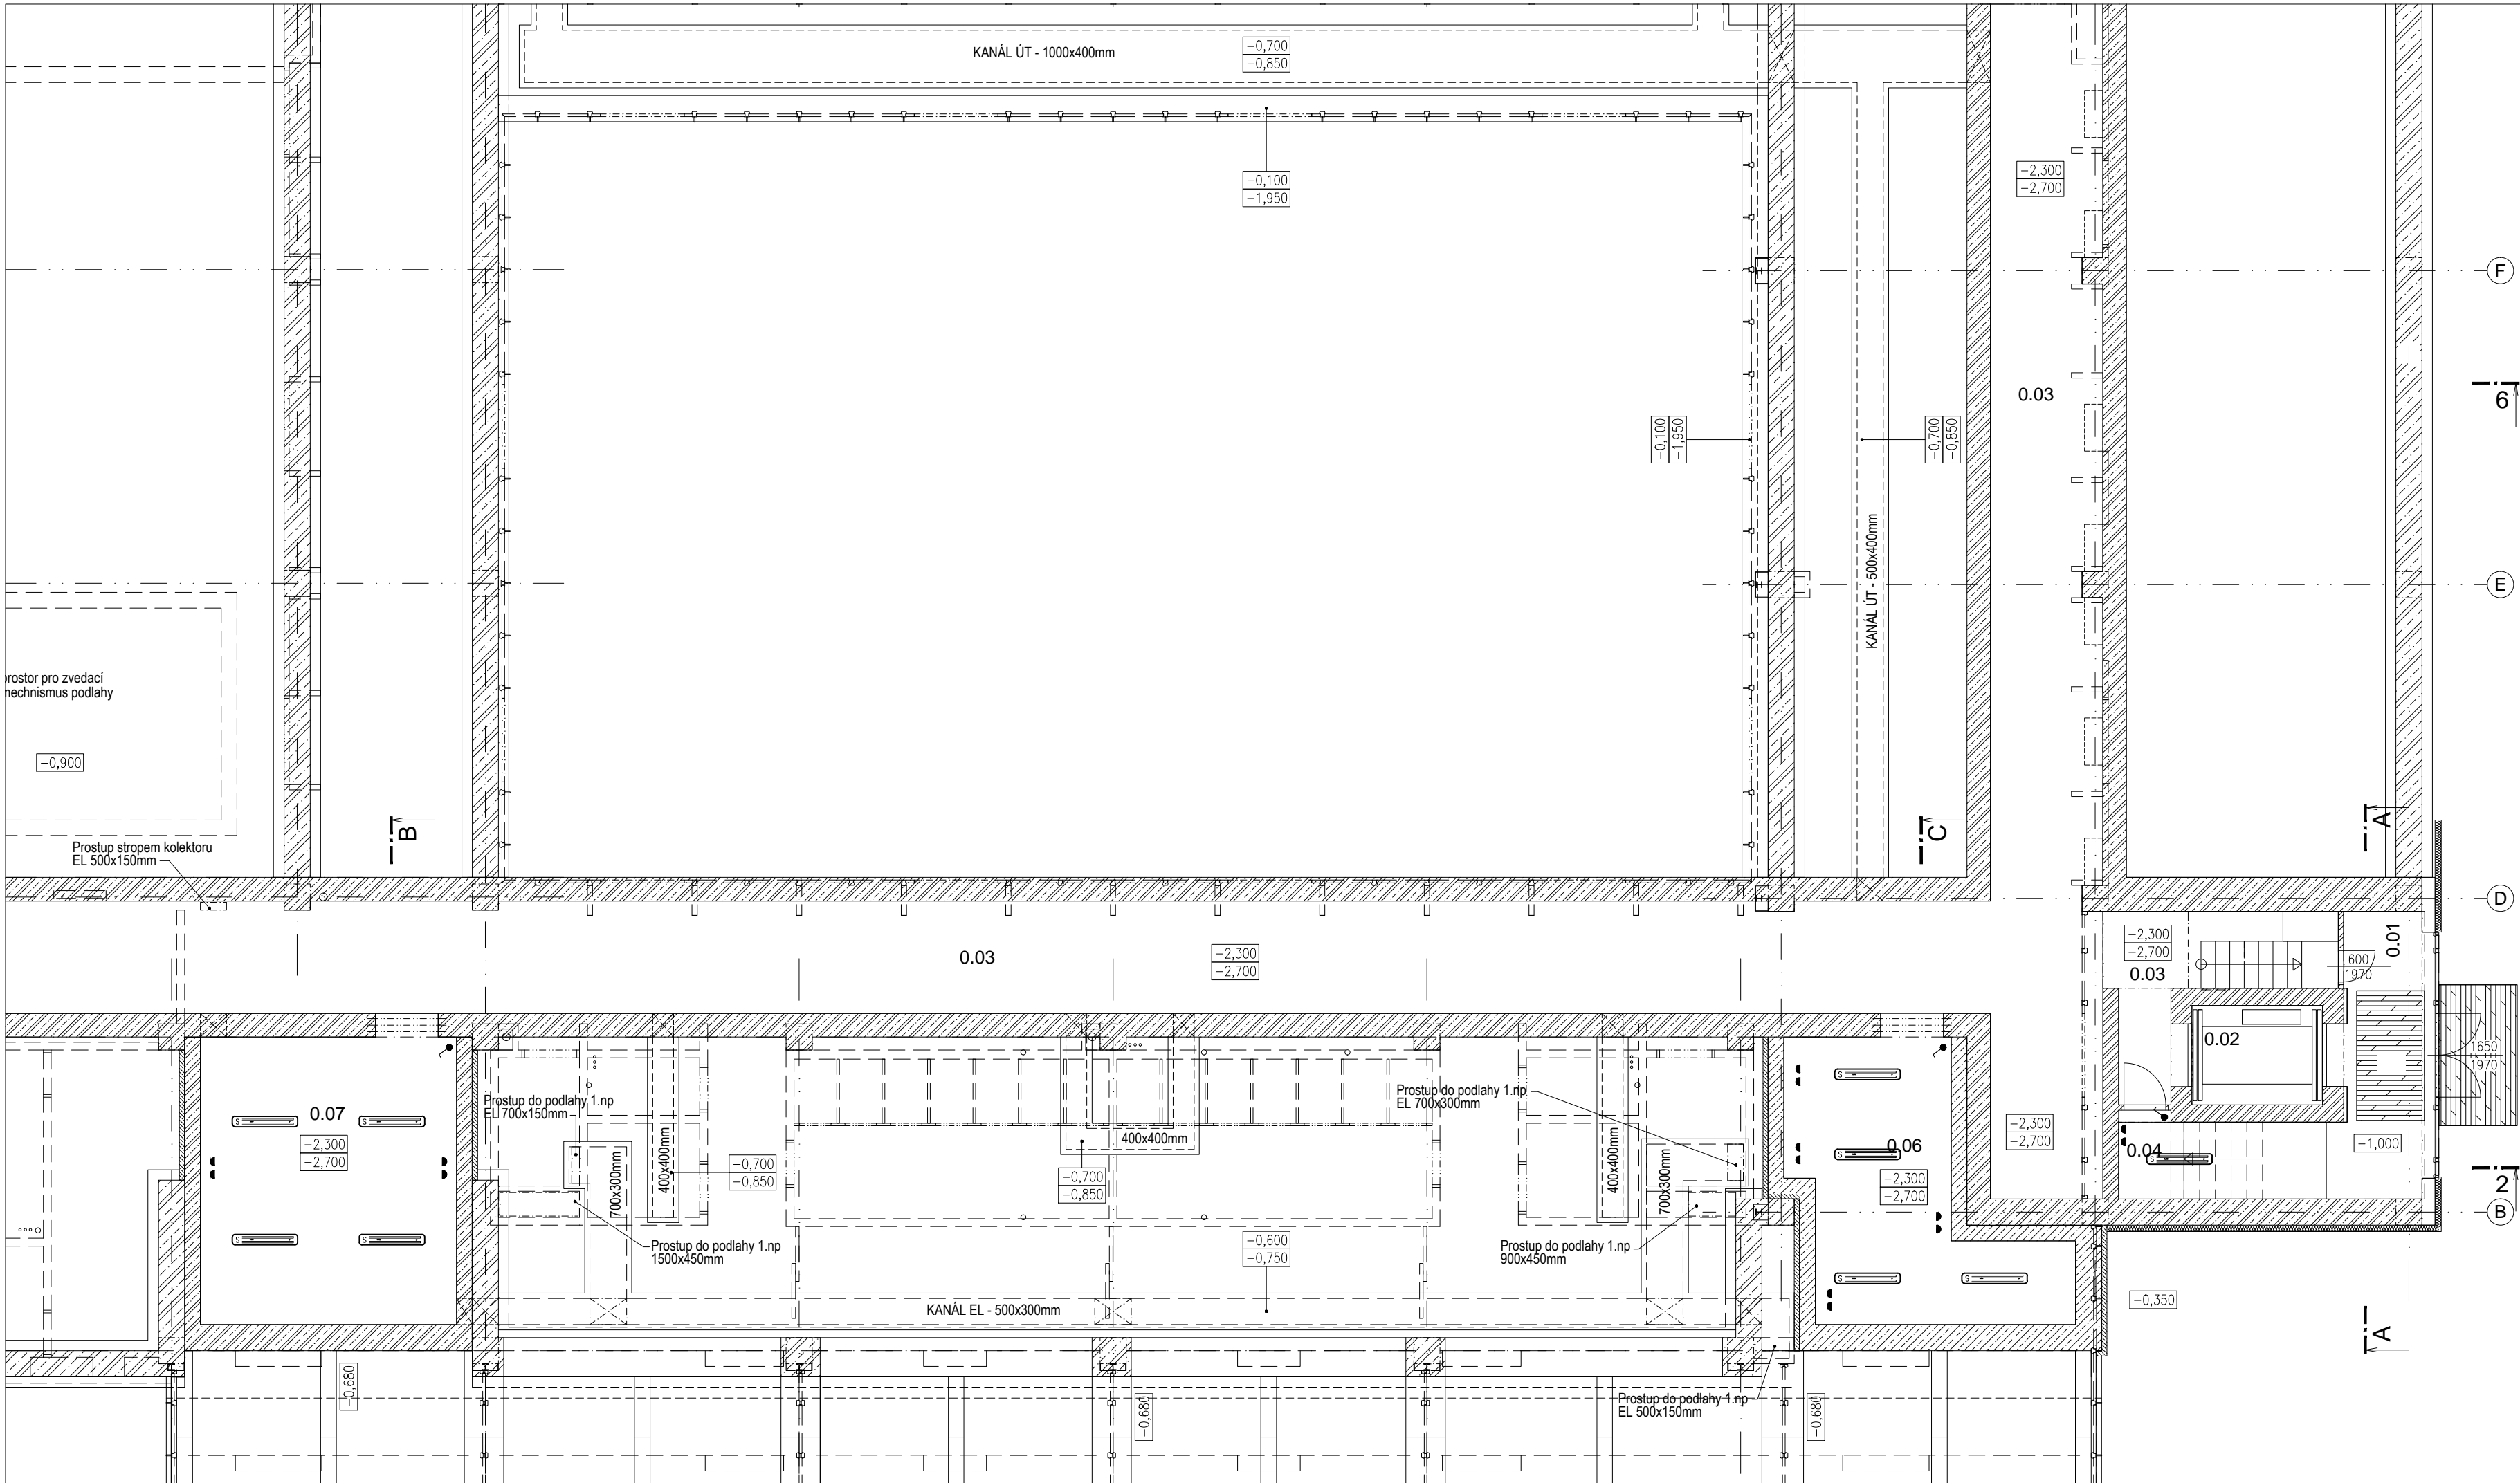 KANÁL ÚT - 1000x400mm
-0,700
-0,850
-0,100
-1,950
-2,300
-2,700
F
0.03
6
-0,100
-1,950
-0,700
-0,850
KANÁL ÚT - 500x400mm
E
prostor pro zvedací
mechnismus podlahy
-0,900
B
C
A
Prostup stropem kolektoru
EL 500x150mm
D
0.03
-2,300
-2,700
-2,300
-2,700
0.03
0.01
600
1970
0.02
1650
1970
Prostup do podlahy 1.np
EL 700x150mm
Prostup do podlahy 1.np
EL 700x300mm
0.07
-2,300
-2,700
S
S
S
S
700x300mm
400x400mm
-0,700
-0,850
400x400mm
-0,700
-0,850
400x400mm
700x300mm
S
S
S
S
0.06
-2,300
-2,700
-2,300
-2,700
0.04
S
-1,000
2
B
Prostup do podlahy 1.np
1500x450mm
-0,600
-0,750
Prostup do podlahy 1.np
900x450mm
KANÁL EL - 500x300mm
-0,350
A
-0,680
-0,680
Prostup do podlahy 1.np
EL 500x150mm
-0,680